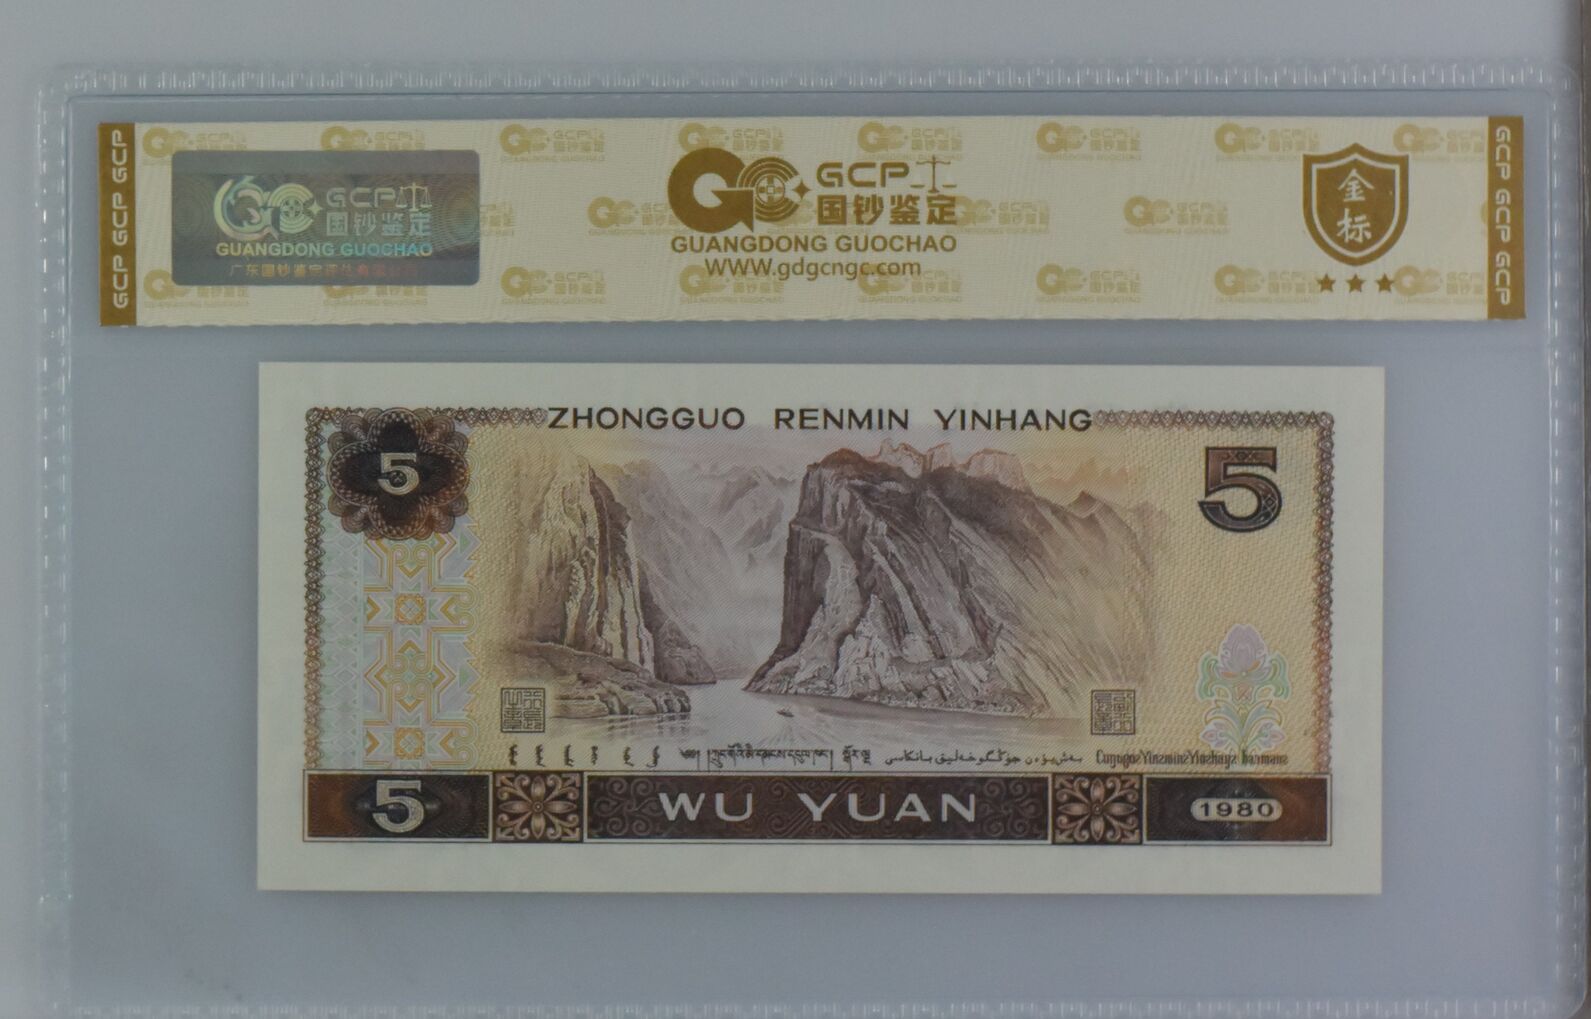 GCP GCP GCP
GCP
国钞鉴定
GUANGDONG GUOCHAO
GCP
国钞鉴定
GUANGDONG GUOCHAO
www.gdgcngc.com
金标
GCP GCP GCP
ZHONGGUO RENMIN YINHANG
5
5
5
WU YUAN
1980